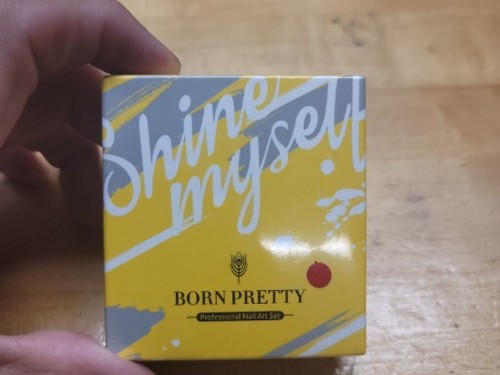 Shine
myself
BORN PRETTY
Professional Nail Art Set